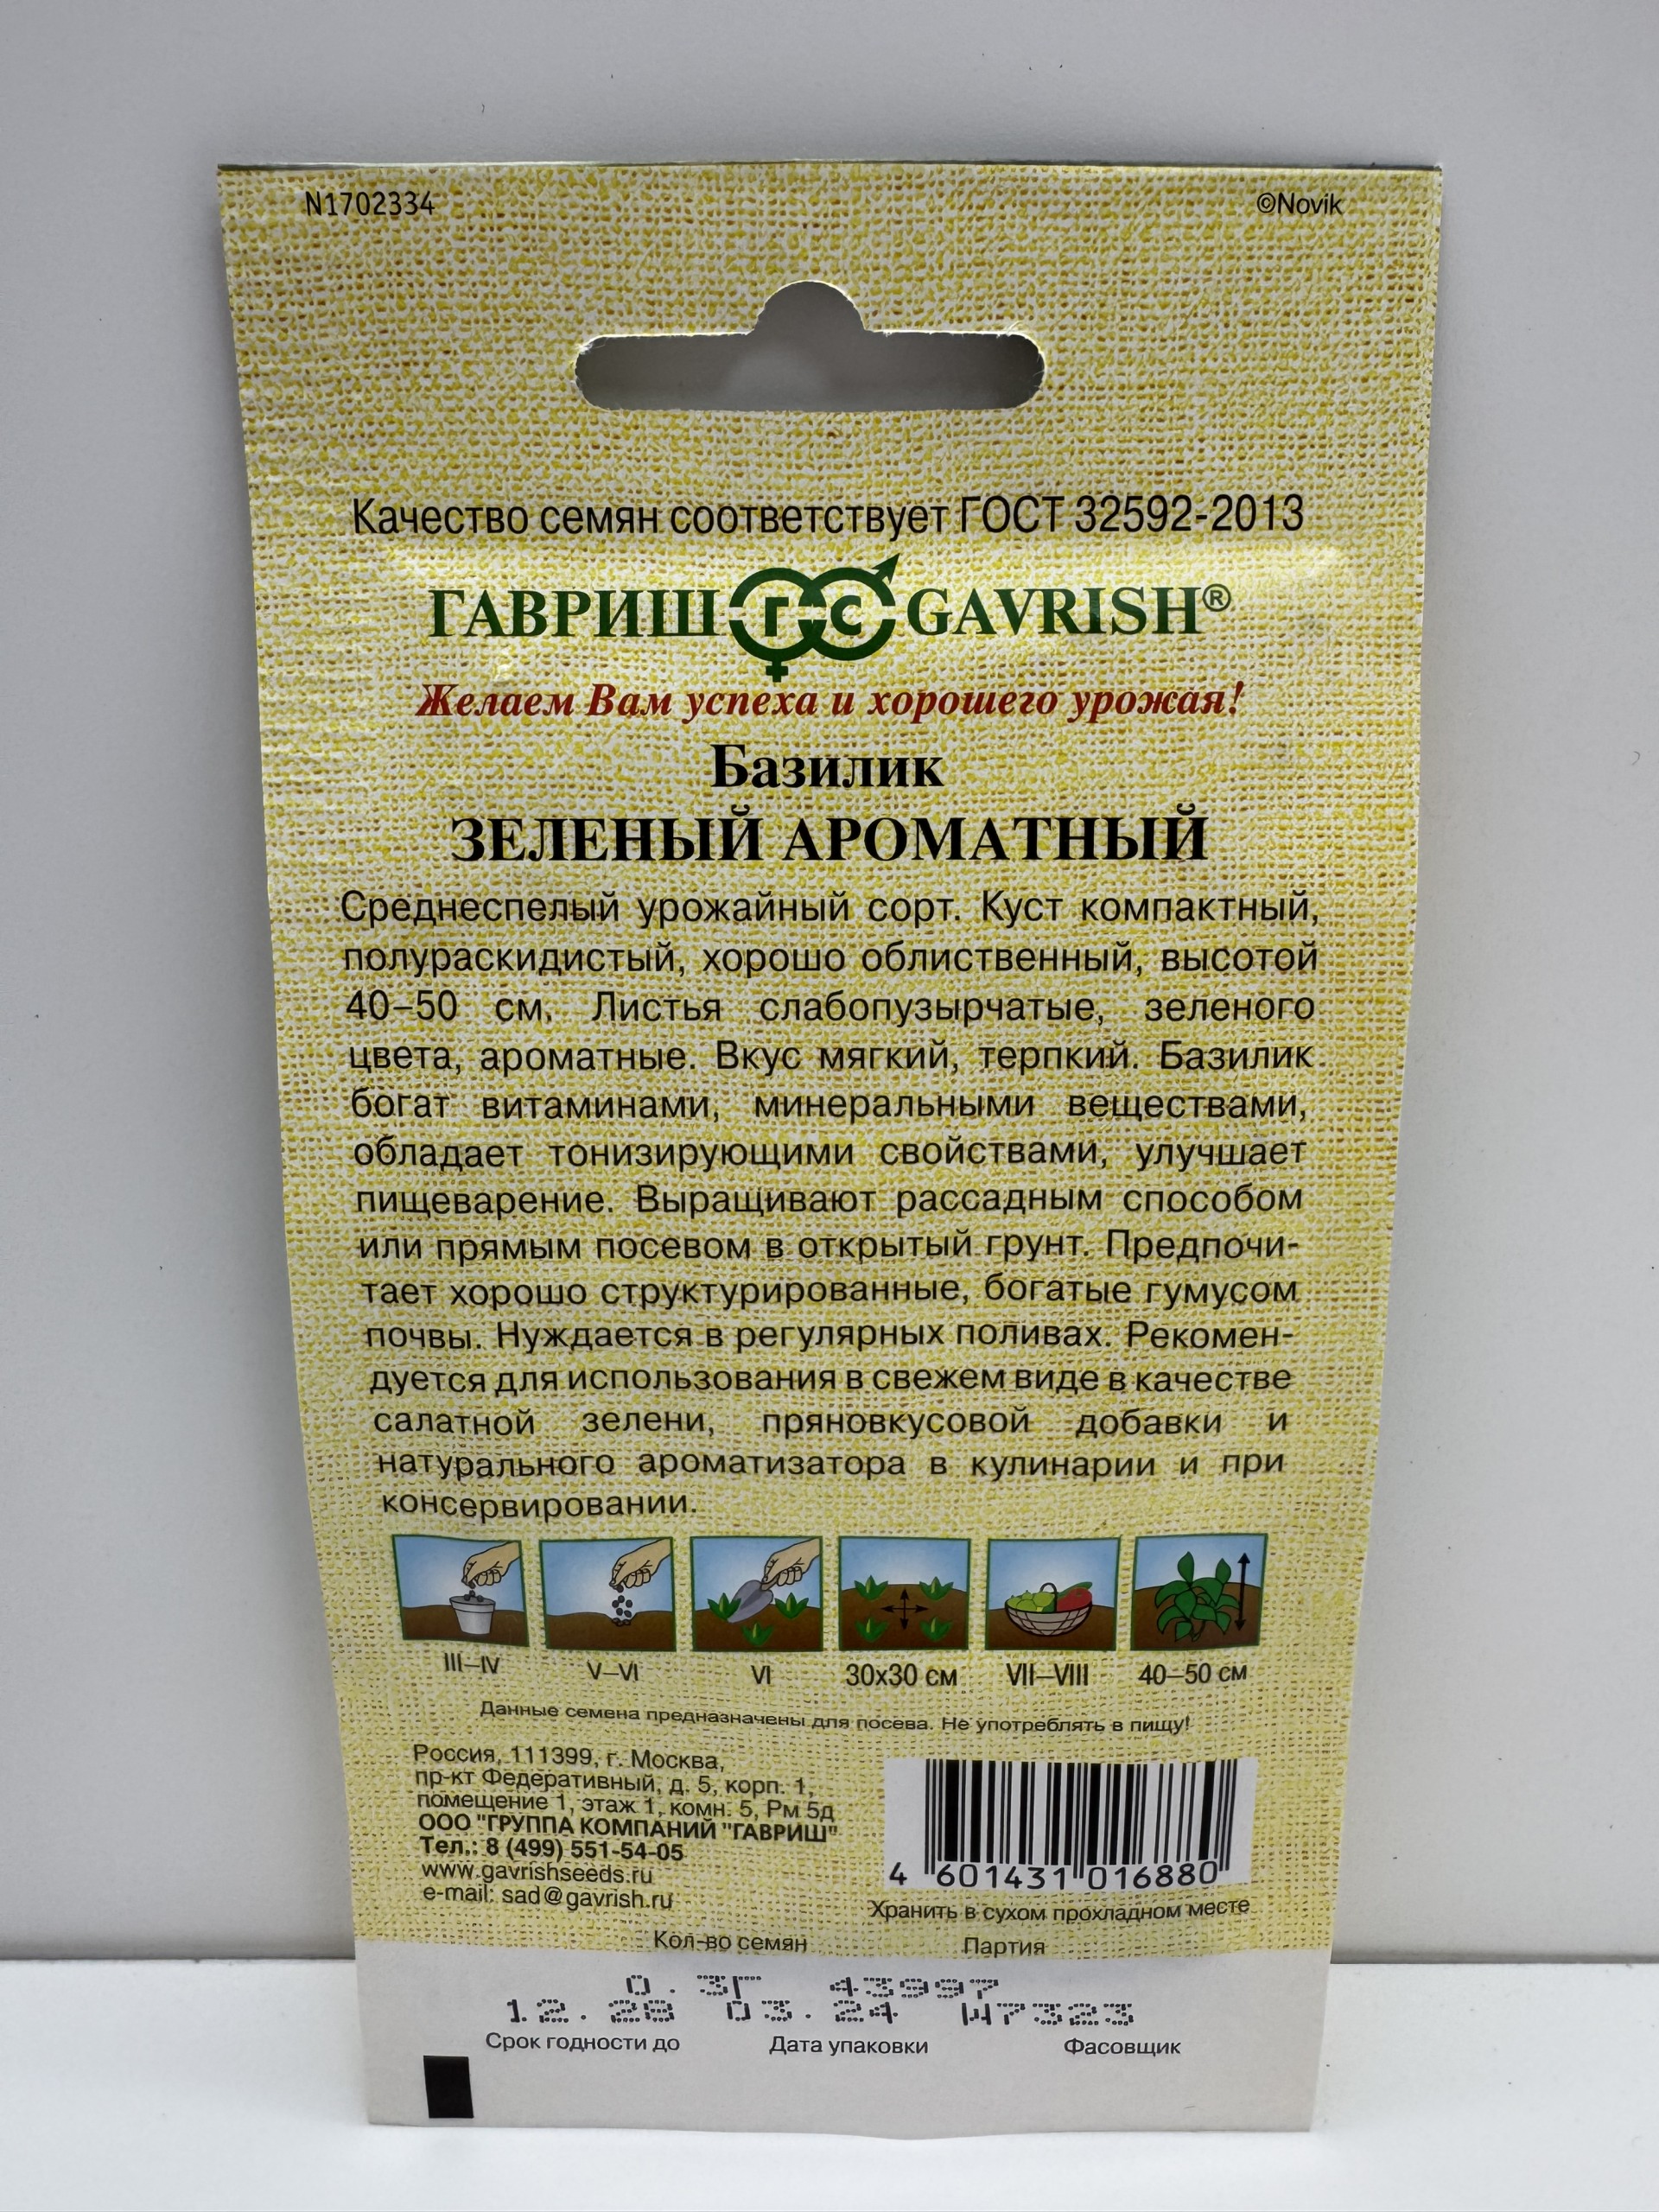 N1702334 ©Novik
Качество семян соответствует ГОСТ 32592-2013
ГАВРИШ ГС GAVRISH®
Желаем Вам успеха и хорошего урожая!
Базилик
ЗЕЛЕНЫЙ АРОМАТНЫЙ
Среднеспелый урожайный сорт. Куст компактный,
полураскидистый, хорошо облиственный, высотой
40–50 см. Листья слабопузырчатые, зеленого
цвета, ароматные. Вкус мягкий, терпкий. Базилик
богат витаминами, минеральными веществами,
обладает тонизирующими свойствами, улучшает
пищеварение. Выращивают рассадным способом
или прямым посевом в открытый грунт. Предпочи-
тает хорошо структурированные, богатые гумусом
почвы. Нуждается в регулярных поливах. Рекомен-
дуется для использования в свежем виде в качестве
салатной зелени, пряновкусовой добавки и
натурального ароматизатора в кулинарии и при
консервировании.
III–IV V–VI VI 30х30 см VII–VIII 40–50 см
Данные семена предназначены для посева. Не употреблять в пищу!
Россия, 111399, г. Москва,
пр-кт Федеративный, д. 5, корп. 1,
помещение 1, этаж 1, комн. 5, Рм 5д
ООО "ГРУППА КОМПАНИЙ "ГАВРИШ"
Тел.: 8 (499) 551-54-05
www.gavrishseeds.ru
e-mail: sad@gavrish.ru
4 601431 016880
Хранить в сухом прохладном месте
Кол-во семян Партия
0.3Г 43997
12.28 03.24 W7323
Срок годности до Дата упаковки Фасовщик